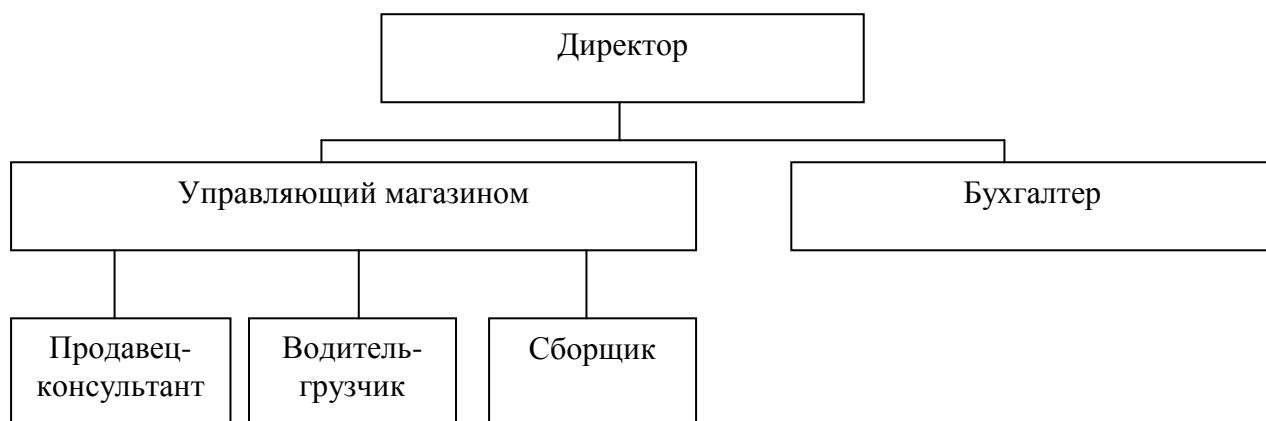 Директор
Управляющий магазином
Бухгалтер
Продавец-
консультант
Водитель-
грузчик
Сборщик